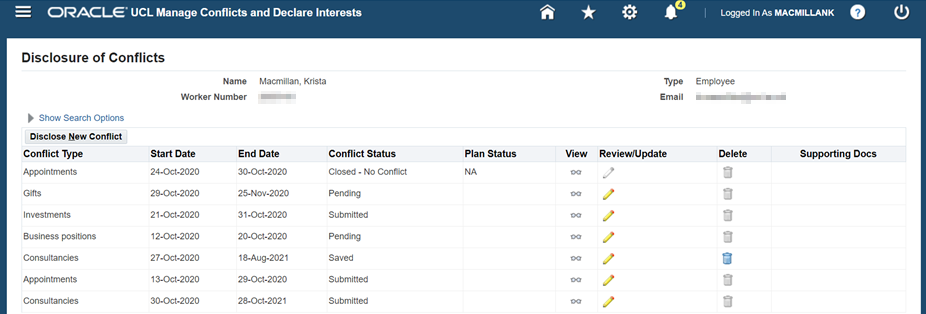 ORACLE® UCL Manage Conflicts and Declare Interests 4 Logged In As MACMILLANK ?
Disclosure of Conflicts
Name Macmillan, Krista Type Employee
Worker Number Email
Show Search Options
Disclose New Conflict
Conflict Type Start Date End Date Conflict Status Plan Status View Review/Update Delete Supporting Docs
Appointments 24-Oct-2020 30-Oct-2020 Closed - No Conflict NA
Gifts 29-Oct-2020 25-Nov-2020 Pending
Investments 21-Oct-2020 31-Oct-2020 Submitted
Business positions 12-Oct-2020 20-Oct-2020 Pending
Consultancies 27-Oct-2020 18-Aug-2021 Saved
Appointments 13-Oct-2020 29-Oct-2020 Submitted
Consultancies 30-Oct-2020 28-Oct-2021 Submitted